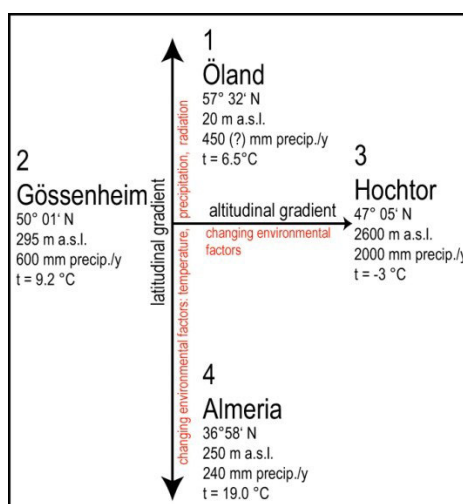 1
Öland
57° 32‘ N
20 m a.s.l.
450 (?) mm precip./y
t = 6.5°C
2
Gössenheim
50° 01‘ N
295 m a.s.l.
600 mm precip./y
t = 9.2 °C
latitudinal gradient
changing environmental factors: temperature, precipitation, radiation
altitudinal gradient
changing environmental
factors
3
Hochtor
47° 05‘ N
2600 m a.s.l.
2000 mm precip./y
t = -3 °C
4
Almeria
36°58‘ N
250 m a.s.l.
240 mm precip./y
t = 19.0 °C